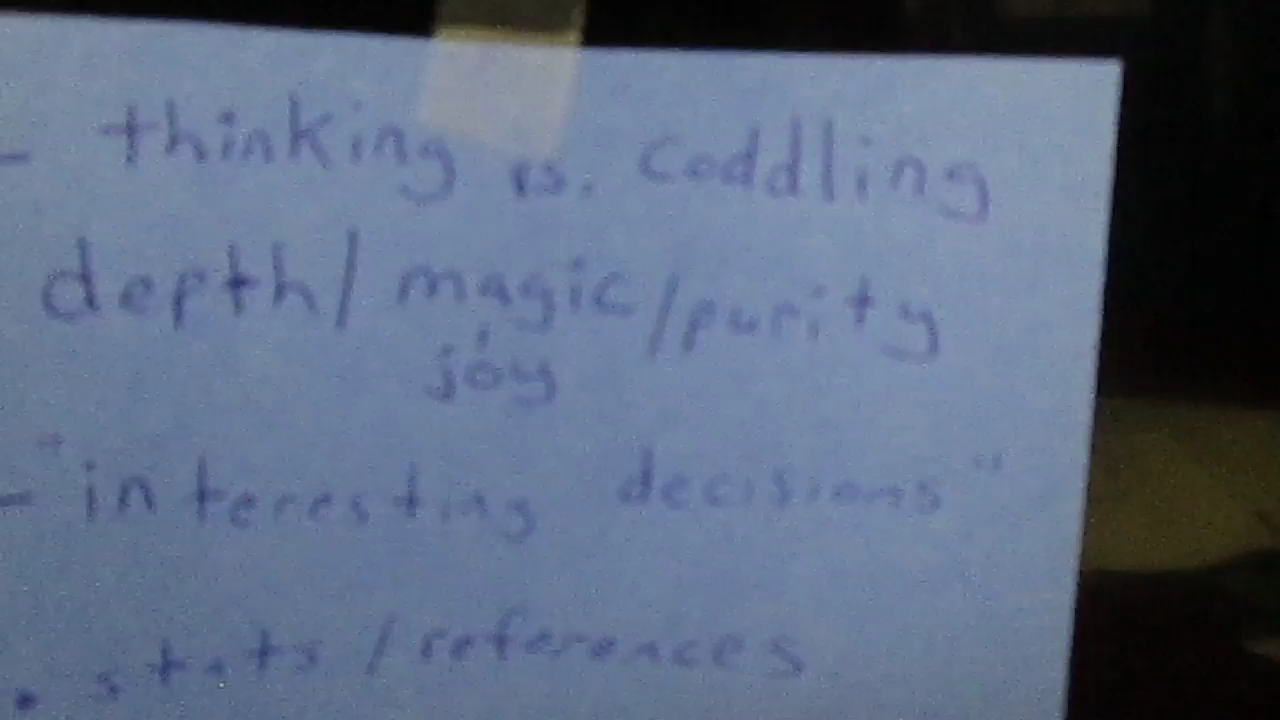 - thinking vs. coddling
depth/magic/purity
joy
- "interesting decisions"
• stats/references